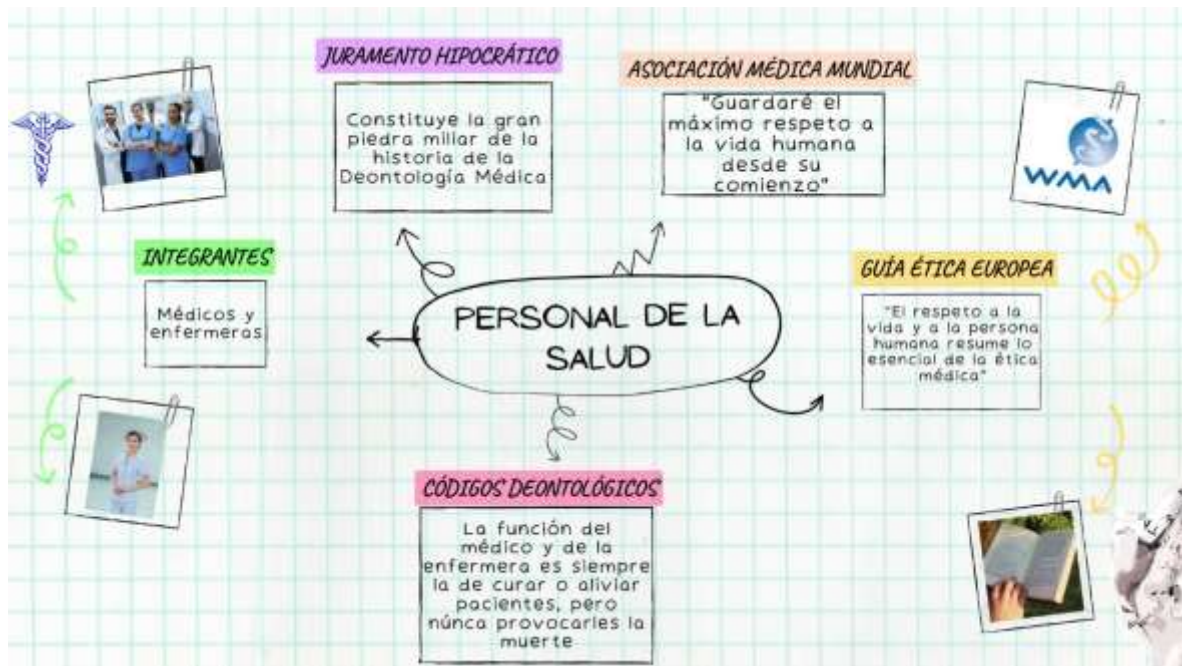 JURAMENTO HIPOCRÁTICO
Constituye la gran
piedra miliar de la
historia de la
Deontología Médica
ASOCIACIÓN MÉDICA MUNDIAL
"Guardaré el
máximo respeto a
la vida humana
desde su
comienzo"
WMA
INTEGRANTES
Médicos y
enfermeras
PERSONAL DE LA
SALUD
GUÍA ÉTICA EUROPEA
"El respeto a la
vida y a la persona
humana resume lo
esencial de la ética
médica"
CÓDIGOS DEONTOLÓGICOS
La función del
médico y de la
enfermera es siempre
la de curar o aliviar
pacientes, pero
núnca provocarles la
muerte